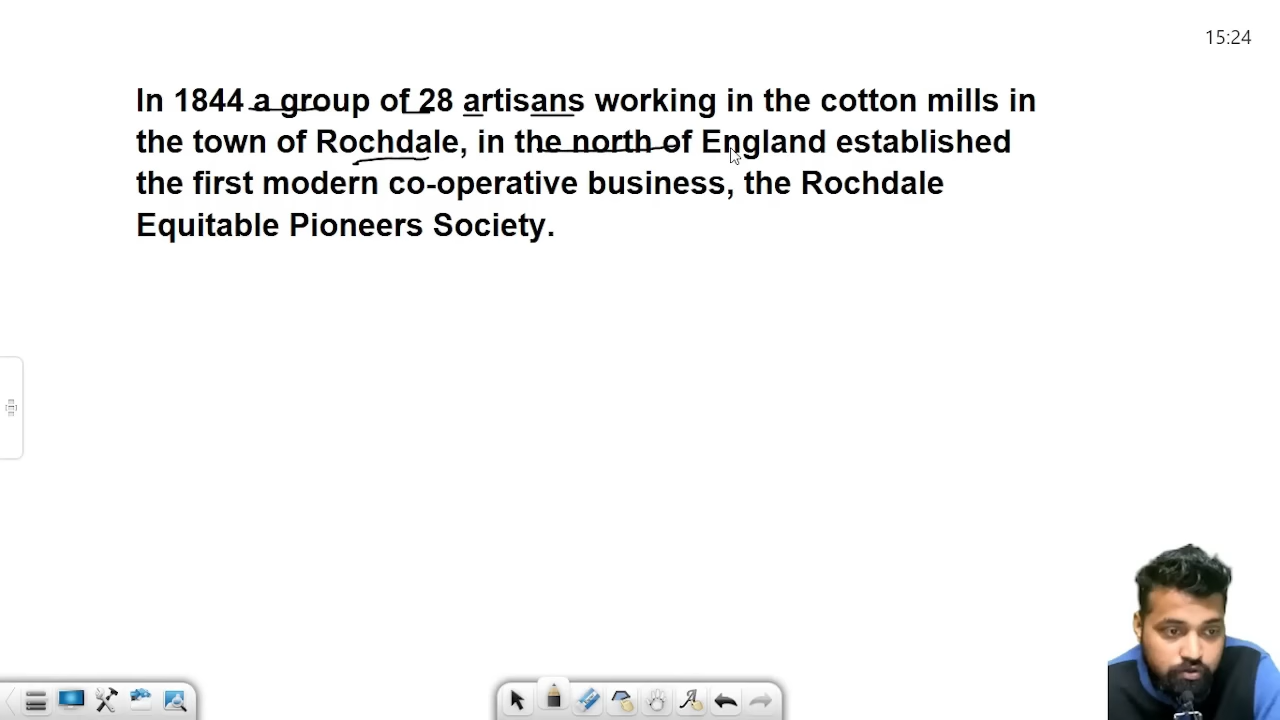 15:24
In 1844 a group of 28 artisans working in the cotton mills in
the town of Rochdale, in the north of England established
the first modern co-operative business, the Rochdale
Equitable Pioneers Society.